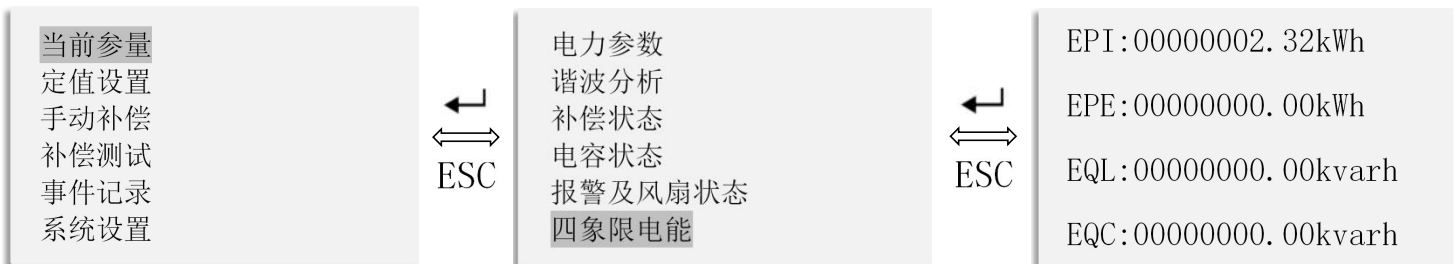 当前参量
定值设置
手动补偿
补偿测试
事件记录
系统设置
ESC
电力参数
谐波分析
补偿状态
电容状态
报警及风扇状态
四象限电能
ESC
EPI:00000002.32kWh
EPE:00000000.00kWh
EQL:00000000.00kvarh
EQC:00000000.00kvarh